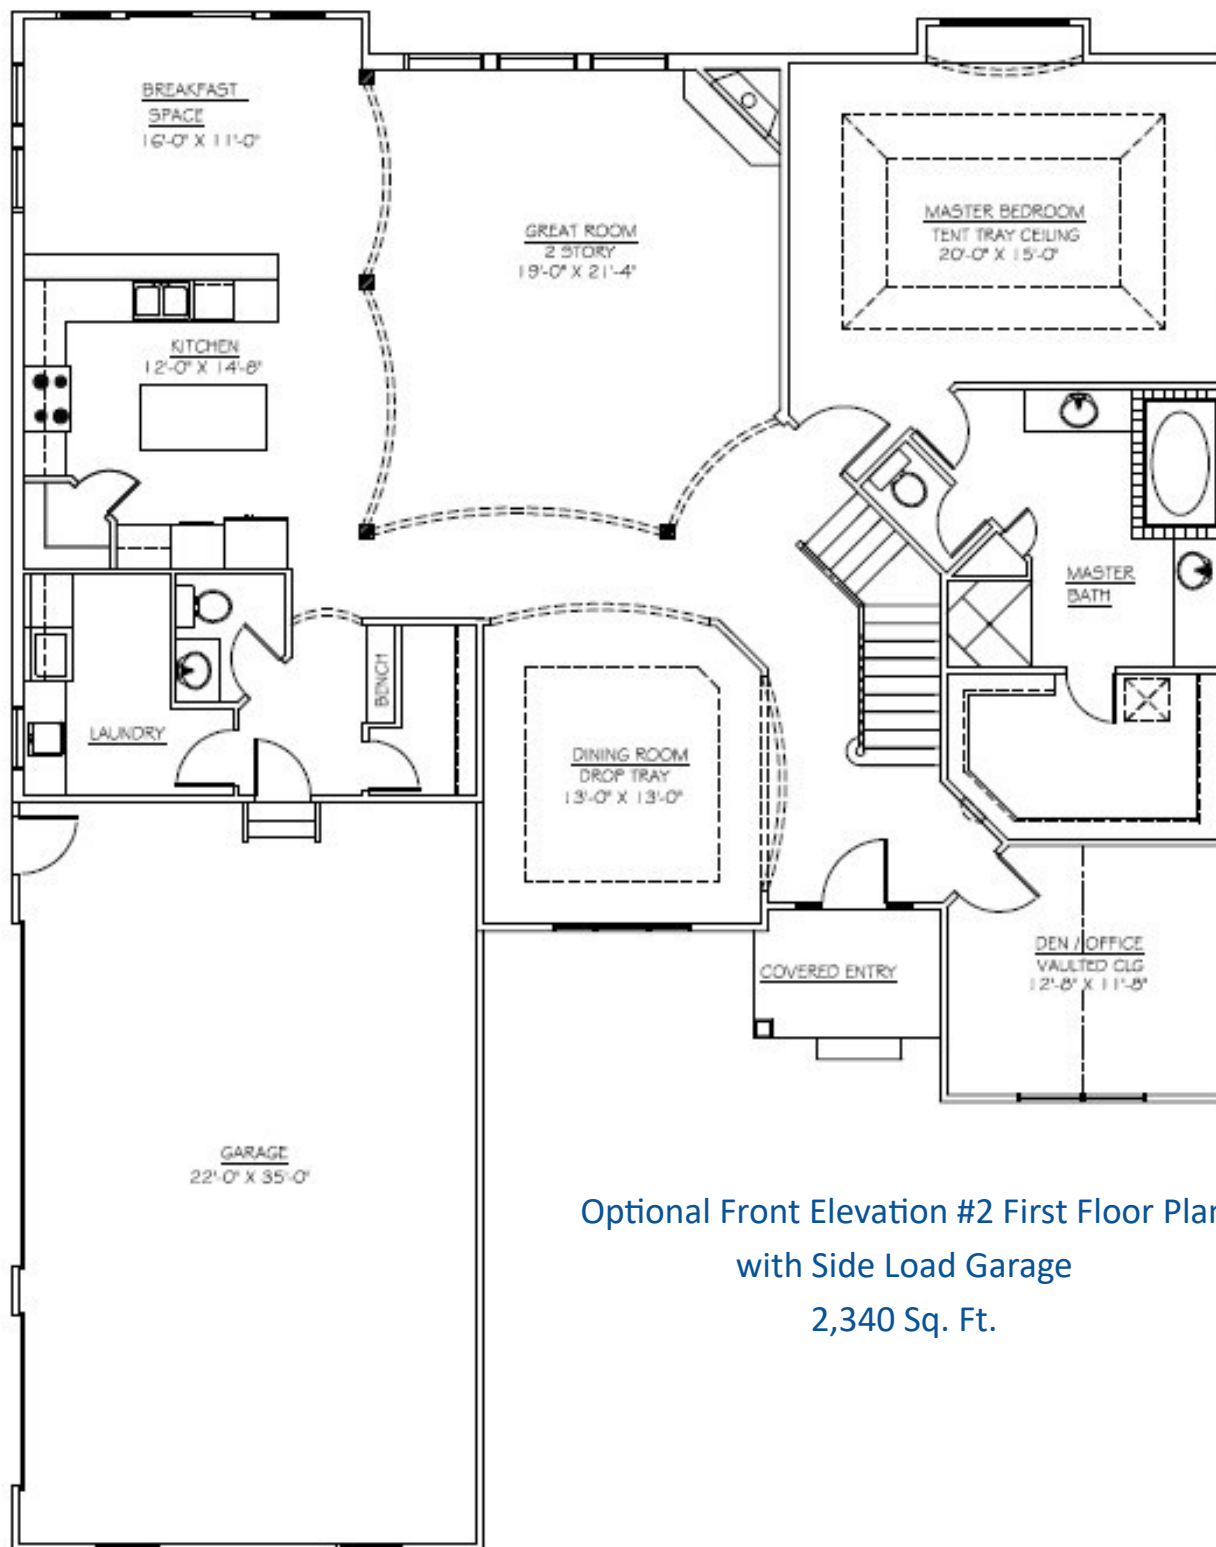 BREAKFAST
SPACE
16'-0" X 11'-0"
GREAT ROOM
2 STORY
19'-0" X 21'-4"
MASTER BEDROOM
TENT TRAY CEILING
20'-0" X 15'-0"
KITCHEN
12'-0" X 14'-8"
MASTER
BATH
BENCH
LAUNDRY
DINING ROOM
DROP TRAY
13'-0" X 13'-0"
COVERED ENTRY
DEN / OFFICE
VAULTED CLG
12'-8" X 11'-8"
GARAGE
22'-0" X 35'-0"
Optional Front Elevation #2 First Floor Plan
with Side Load Garage
2,340 Sq. Ft.